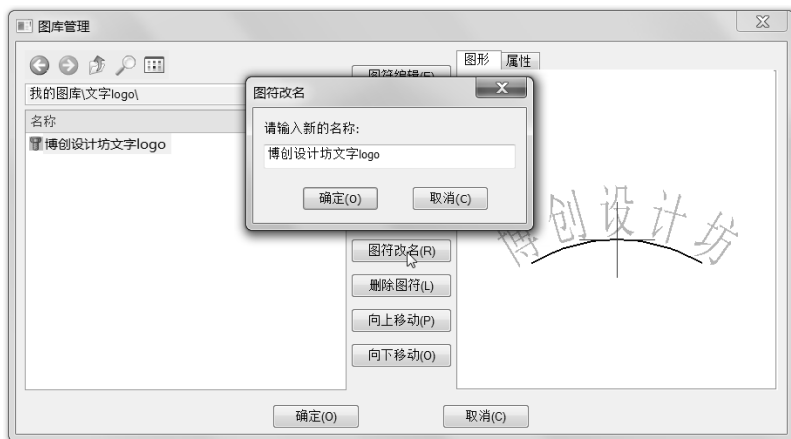 图库管理
图形 属性
图符编辑(E)
我的图库\文字logo\
图符改名
名称
请输入新的名称:
博创设计坊文字logo
博创设计坊文字logo
确定(O) 取消(C)
博创设计坊
图符改名(R)
删除图符(L)
向上移动(P)
向下移动(O)
确定(O) 取消(C)